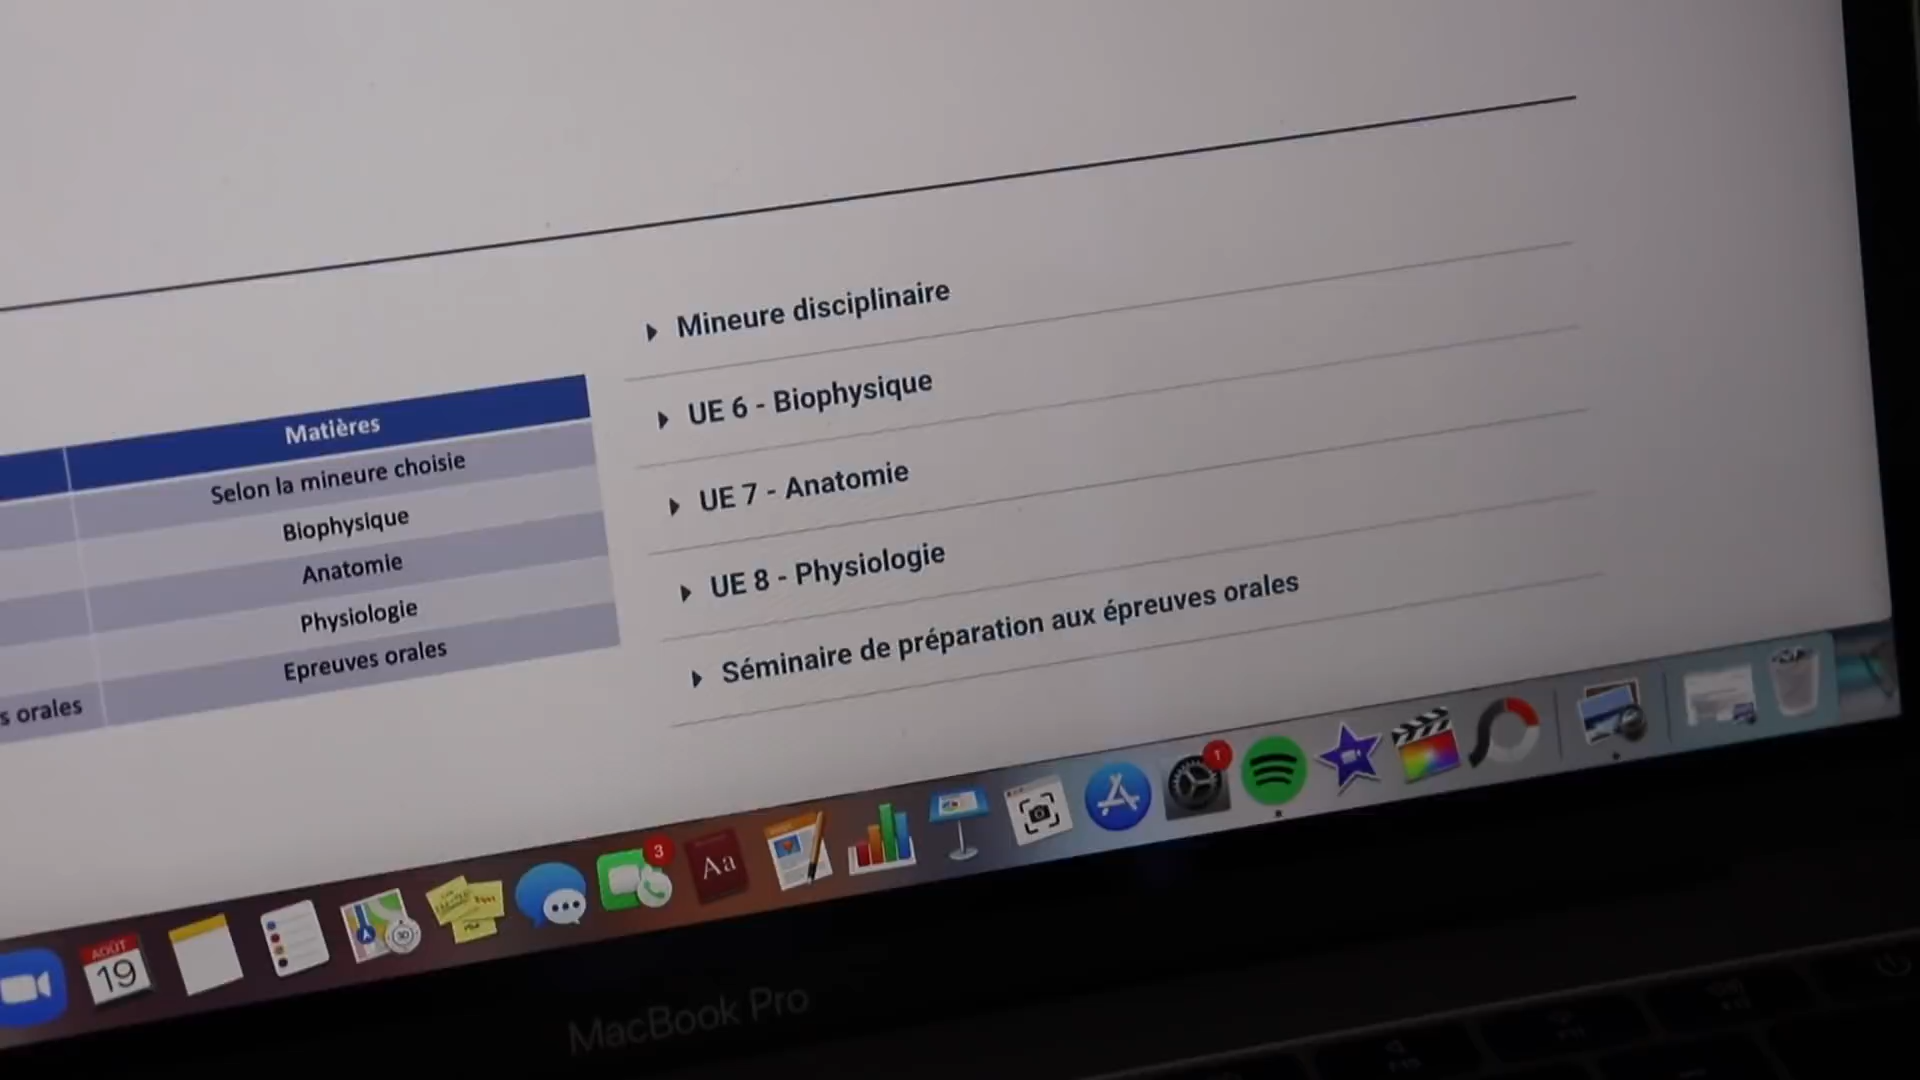 Mineure disciplinaire
UE 6 - Biophysique
UE 7 - Anatomie
UE 8 - Physiologie
Séminaire de préparation aux épreuves orales
Matières
Selon la mineure choisie
Biophysique
Anatomie
Physiologie
s orales
Epreuves orales
AOÛT
19
3
Aa
1
MacBook Pro